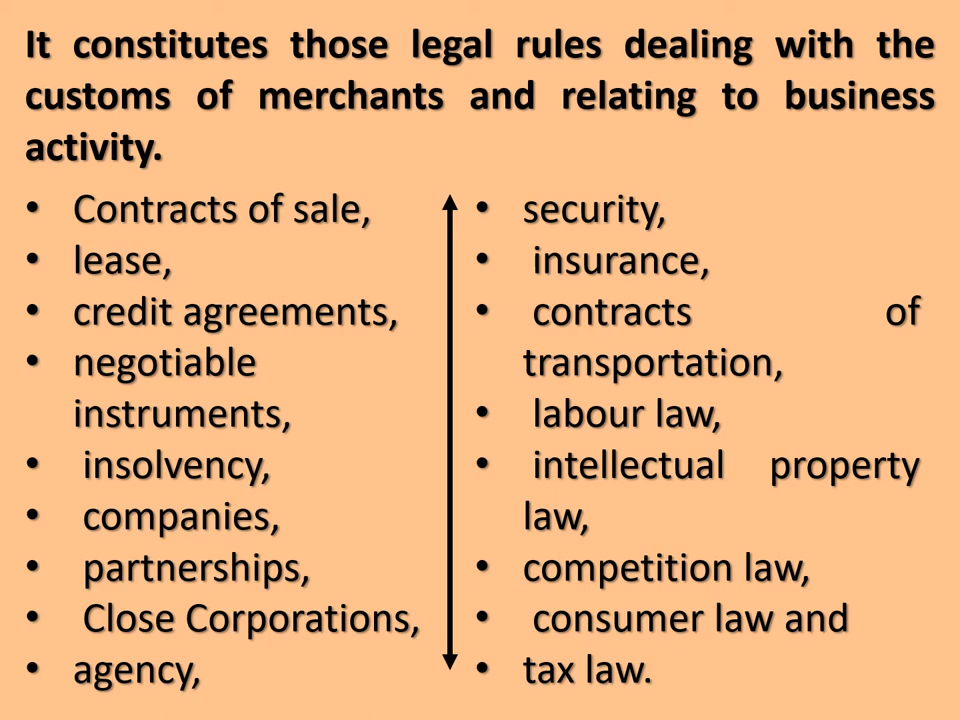 It constitutes those legal rules dealing with the
customs of merchants and relating to business
activity.
• Contracts of sale,
• lease,
• credit agreements,
• negotiable
instruments,
• insolvency,
• companies,
• partnerships,
• Close Corporations,
• agency,
• security,
• insurance,
• contracts of
transportation,
• labour law,
• intellectual property
law,
• competition law,
• consumer law and
• tax law.